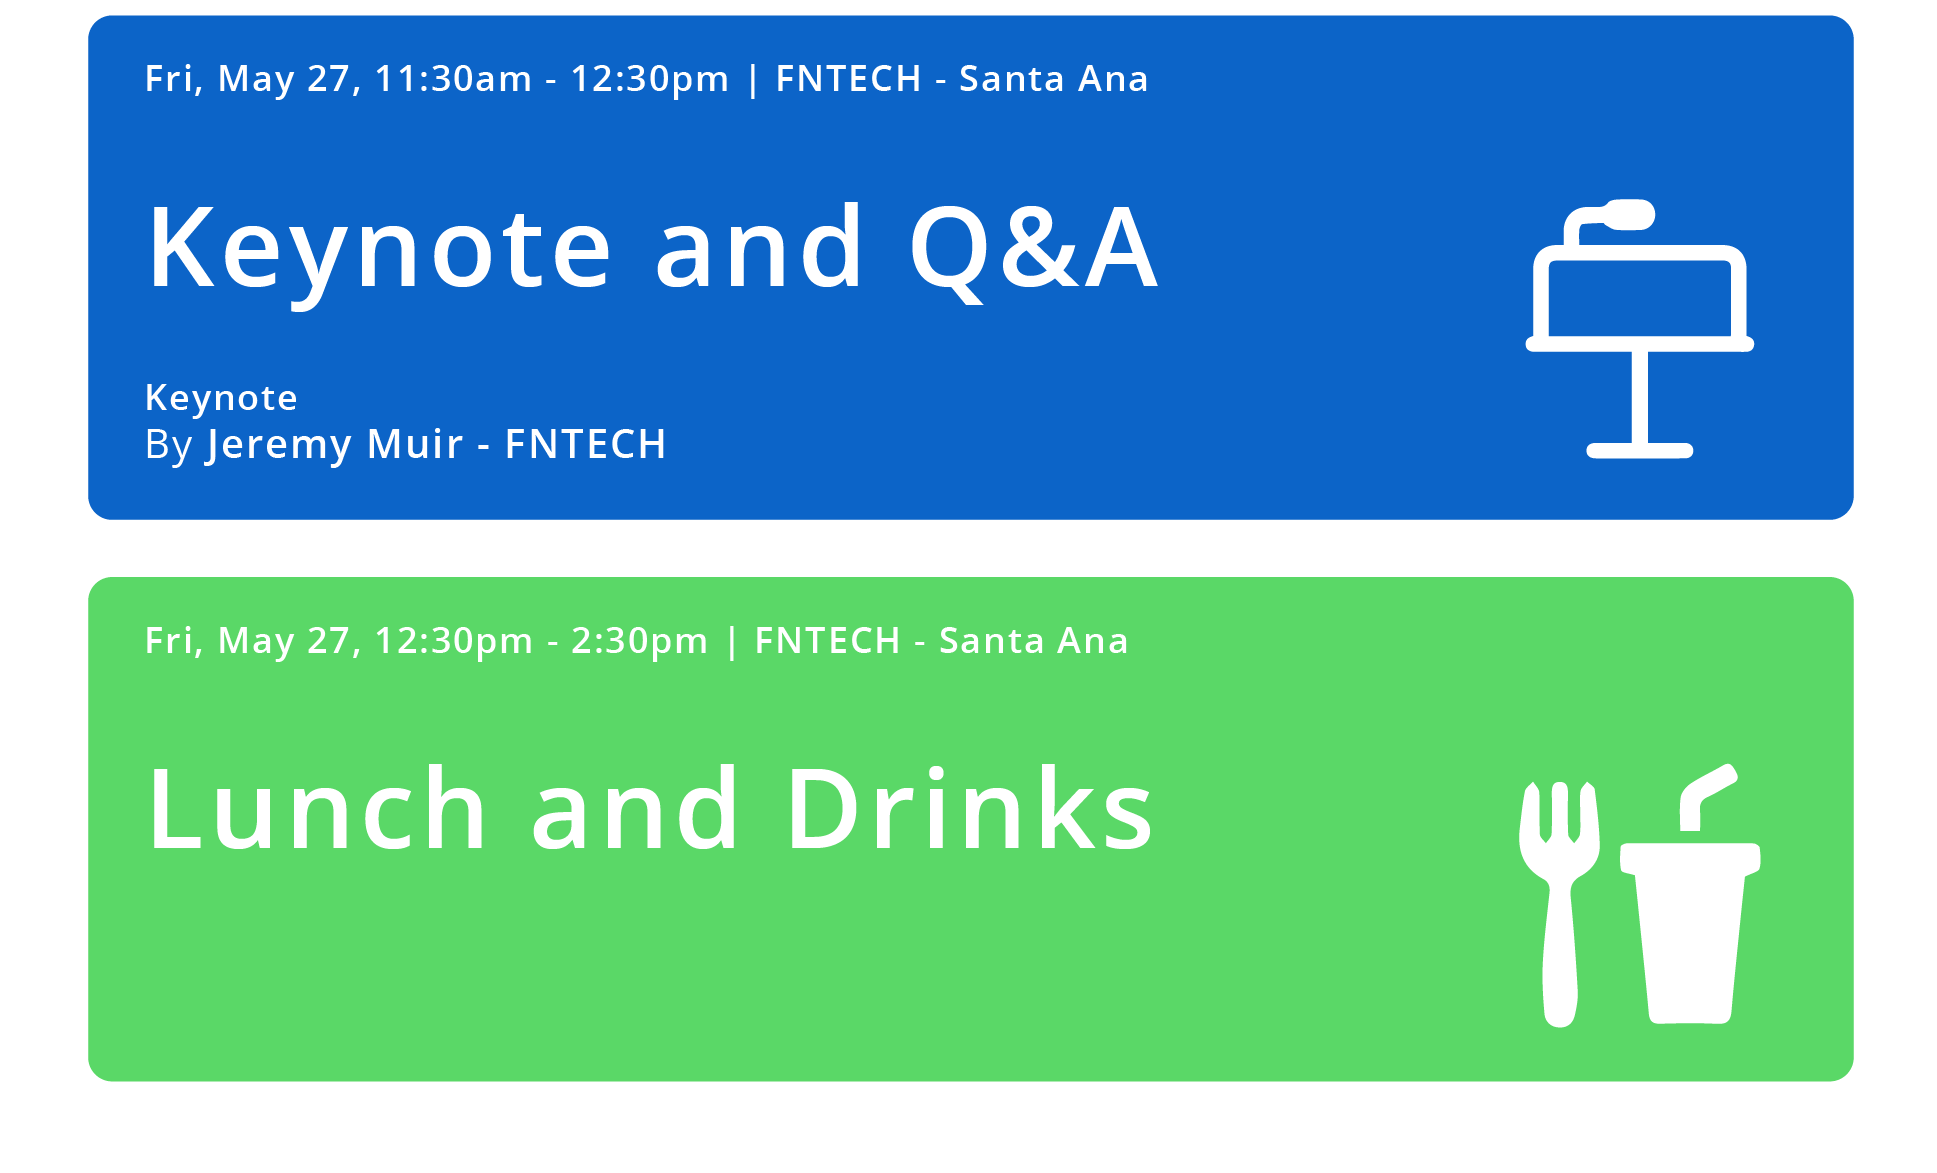 Fri, May 27, 11:30am - 12:30pm | FNTECH - Santa Ana
Keynote and Q&A
Keynote
By Jeremy Muir - FNTECH
Fri, May 27, 12:30pm - 2:30pm | FNTECH - Santa Ana
Lunch and Drinks